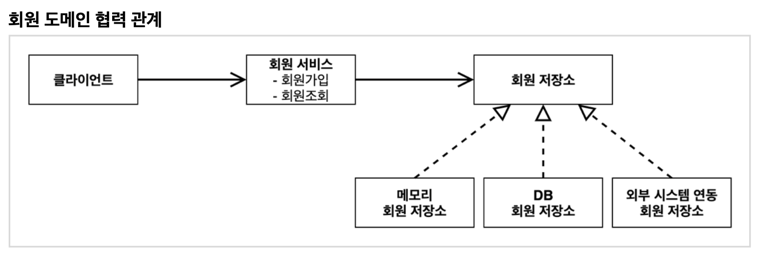 회원 도메인 협력 관계
클라이언트
회원 서비스
- 회원가입
- 회원조회
회원 저장소
메모리
회원 저장소
DB
회원 저장소
외부 시스템 연동
회원 저장소